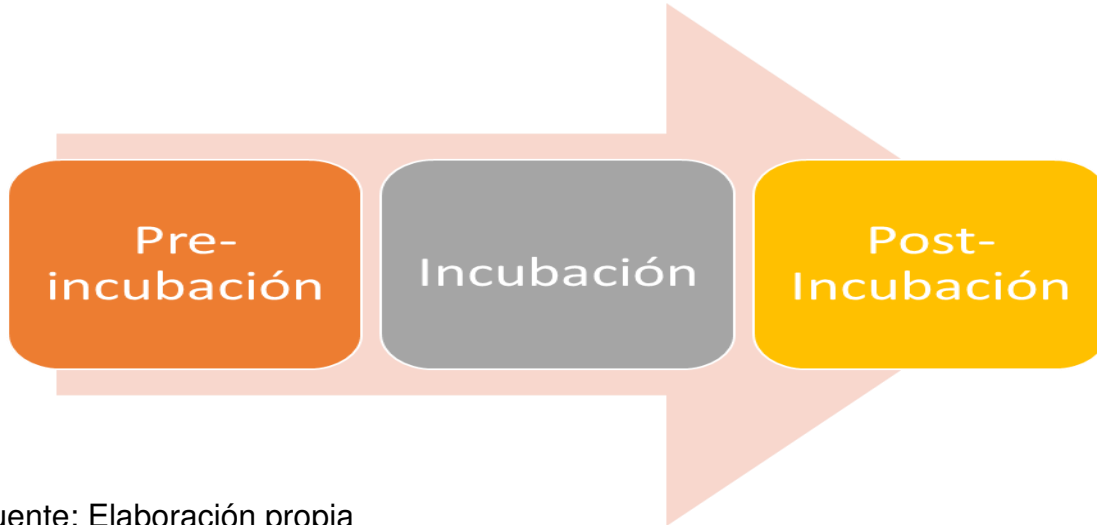 Pre-
incubación
Incubación
Post-
Incubación
uente: Elaboración propia